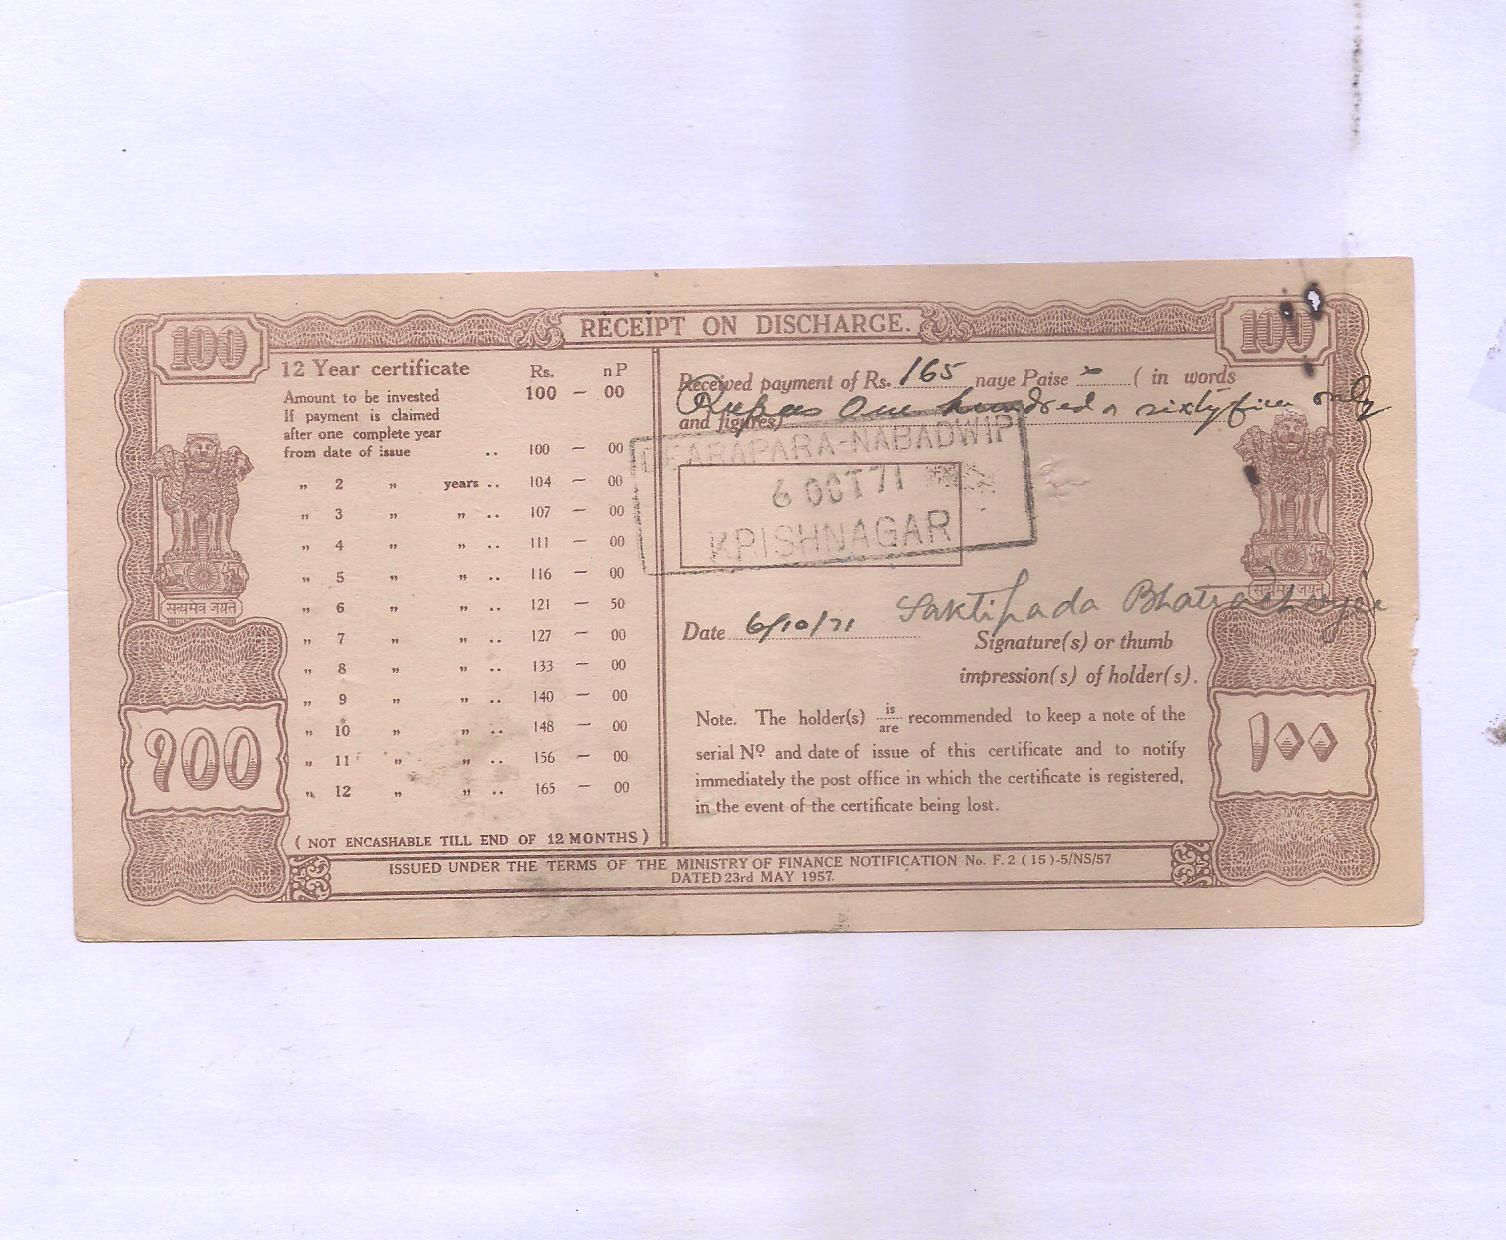 100
RECEIPT ON DISCHARGE.
100
12 Year certificate Rs. nP
Amount to be invested 100 — 00
If payment is claimed
after one complete year
from date of issue .. 100 — 00
„ 2 „ years .. 104 — 00
„ 3 „ „ .. 107 — 00
„ 4 „ „ .. 111 — 00
„ 5 „ „ .. 116 — 00
„ 6 „ „ .. 121 — 50
„ 7 „ „ .. 127 — 00
„ 8 „ „ .. 133 — 00
„ 9 „ „ .. 140 — 00
„ 10 „ „ .. 148 — 00
„ 11 „ „ .. 156 — 00
„ 12 „ „ .. 165 — 00
( NOT ENCASHABLE TILL END OF 12 MONTHS )
सत्यमेव जयते
१00
Received payment of Rs. 165 naye Paise - ( in words
Rupees One hundred & sixty five only
and figures)
ARAPARA-NABADWIP
6 OCT 71
KRISHNAGAR
Saktipada Bhattacharjee
Date 6/10/71
Signature(s) or thumb
impression(s) of holder(s).
Note. The holder(s) is/are recommended to keep a note of the
serial Nº and date of issue of this certificate and to notify
immediately the post office in which the certificate is registered,
in the event of the certificate being lost.
सत्यमेव जयते
ISSUED UNDER THE TERMS OF THE MINISTRY OF FINANCE NOTIFICATION No. F. 2 ( 15 )-5/NS/57
DATED 23rd MAY 1957.